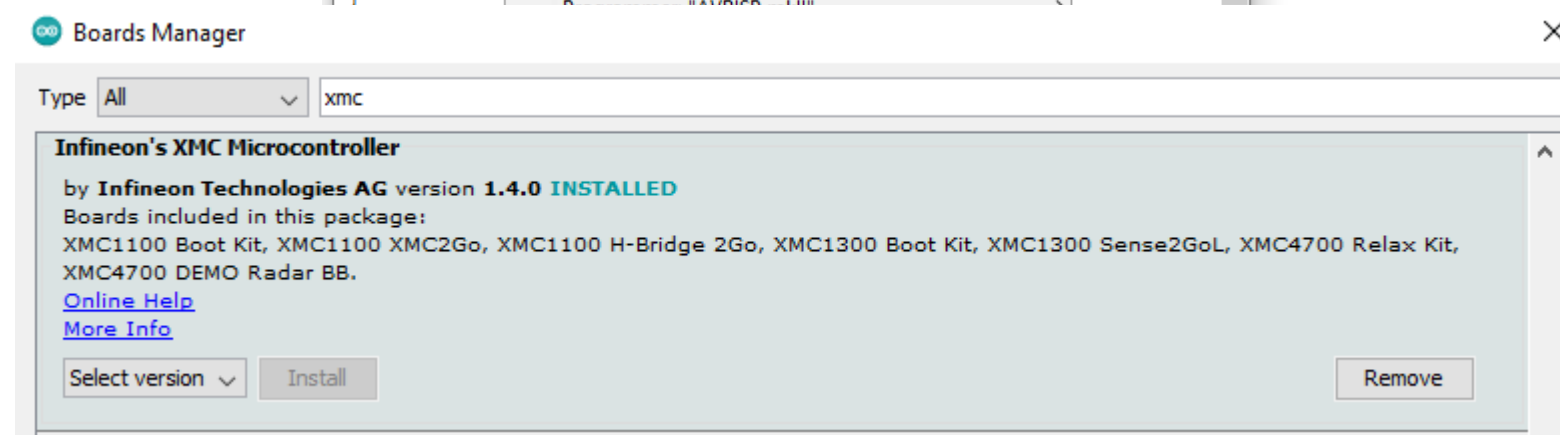 Boards Manager
Type All xmc
Infineon's XMC Microcontroller
by Infineon Technologies AG version 1.4.0 INSTALLED
Boards included in this package:
XMC1100 Boot Kit, XMC1100 XMC2Go, XMC1100 H-Bridge 2Go, XMC1300 Boot Kit, XMC1300 Sense2GoL, XMC4700 Relax Kit,
XMC4700 DEMO Radar BB.
Online Help
More Info
Select version Install Remove